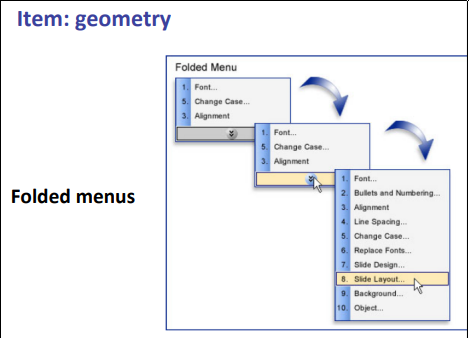 Item: geometry
Folded Menu
1. Font...
5. Change Case...
3. Alignment
1. Font...
5. Change Case...
3. Alignment
1. Font...
2. Bullets and Numbering...
3. Alignment
4. Line Spacing...
5. Change Case...
6. Replace Fonts...
7. Slide Design...
8. Slide Layout...
9. Background...
10. Object...
Folded menus